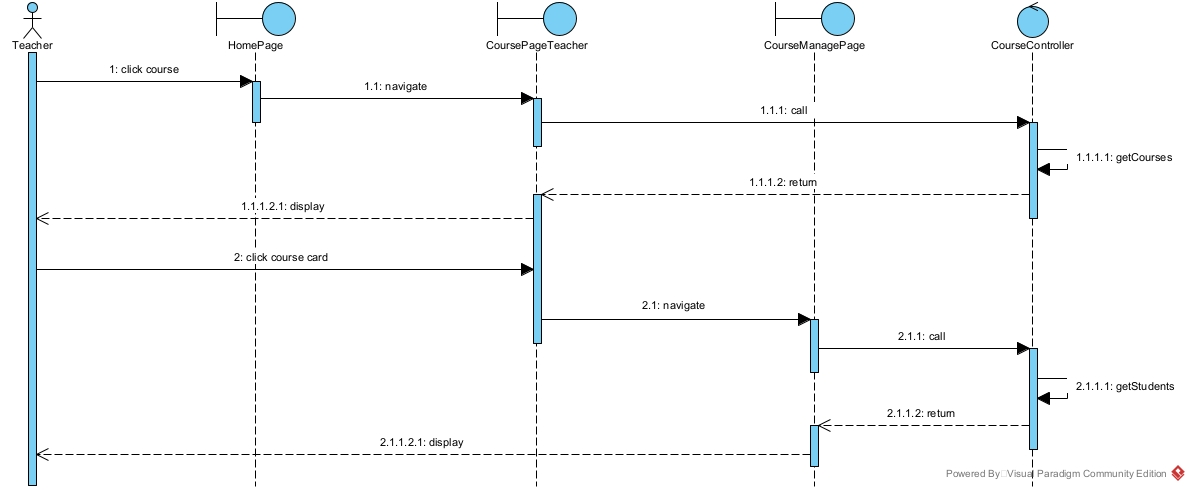 Teacher
HomePage
CoursePageTeacher
CourseManagePage
CourseController
1: click course
1.1: navigate
1.1.1: call
1.1.1.1: getCourses
1.1.1.2: return
1.1.1.2.1: display
2: click course card
2.1: navigate
2.1.1: call
2.1.1.1: getStudents
2.1.1.2: return
2.1.1.2.1: display
Powered By Visual Paradigm Community Edition